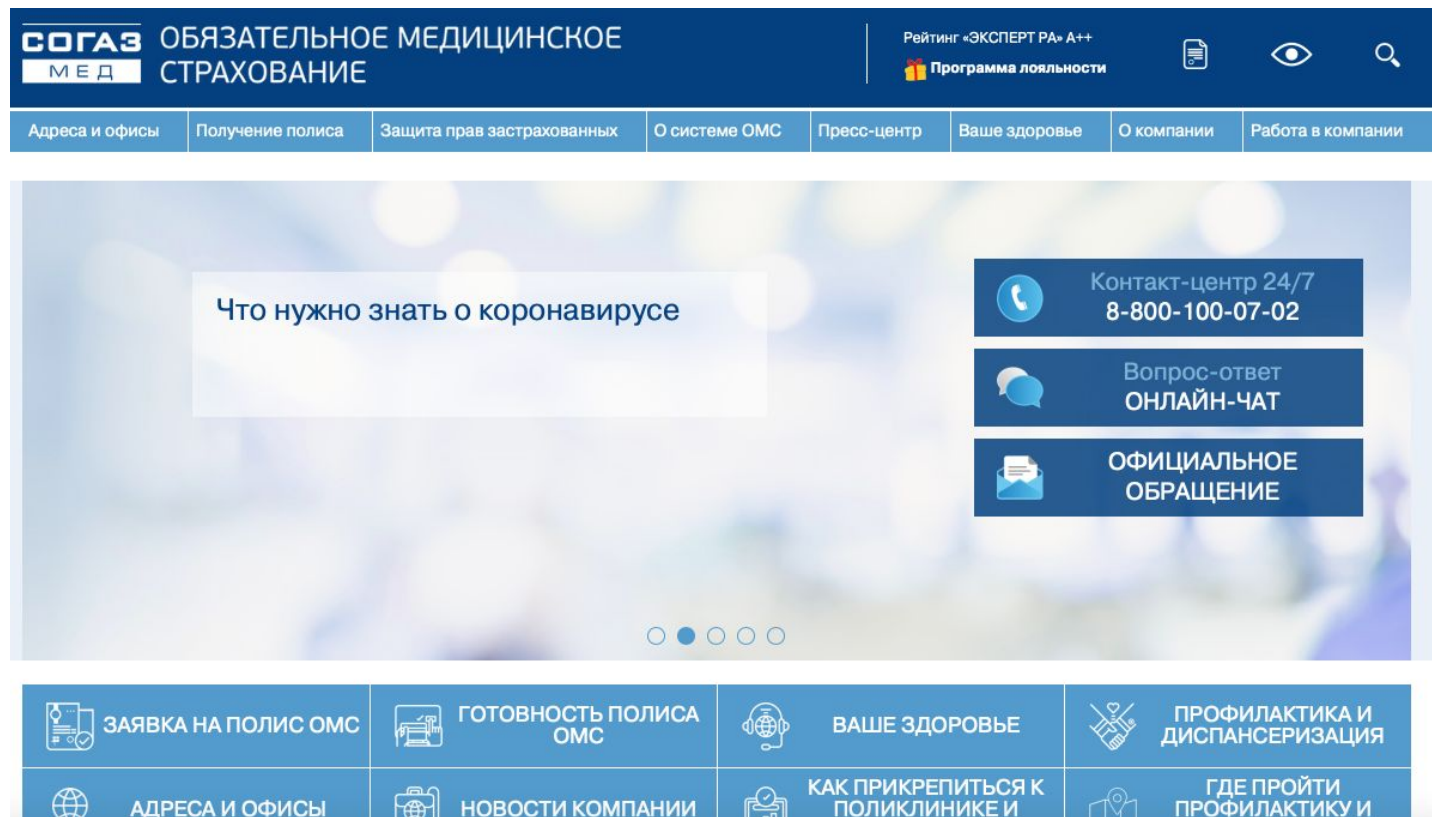 СОГАЗ
МЕД
ОБЯЗАТЕЛЬНОЕ МЕДИЦИНСКОЕ
СТРАХОВАНИЕ
Рейтинг «ЭКСПЕРТ РА» А++
Программа лояльности
Адреса и офисы
Получение полиса
Защита прав застрахованных
О системе ОМС
Пресс-центр
Ваше здоровье
О компании
Работа в компании
Что нужно знать о коронавирусе
Контакт-центр 24/7
8-800-100-07-02
Вопрос-ответ
ОНЛАЙН-ЧАТ
ОФИЦИАЛЬНОЕ
ОБРАЩЕНИЕ
ЗАЯВКА НА ПОЛИС ОМС
ГОТОВНОСТЬ ПОЛИСА
ОМС
ВАШЕ ЗДОРОВЬЕ
ПРОФИЛАКТИКА И
ДИСПАНСЕРИЗАЦИЯ
АДРЕСА И ОФИСЫ
НОВОСТИ КОМПАНИИ
КАК ПРИКРЕПИТЬСЯ К
ПОЛИКЛИНИКЕ И
ГДЕ ПРОЙТИ
ПРОФИЛАКТИКУ И